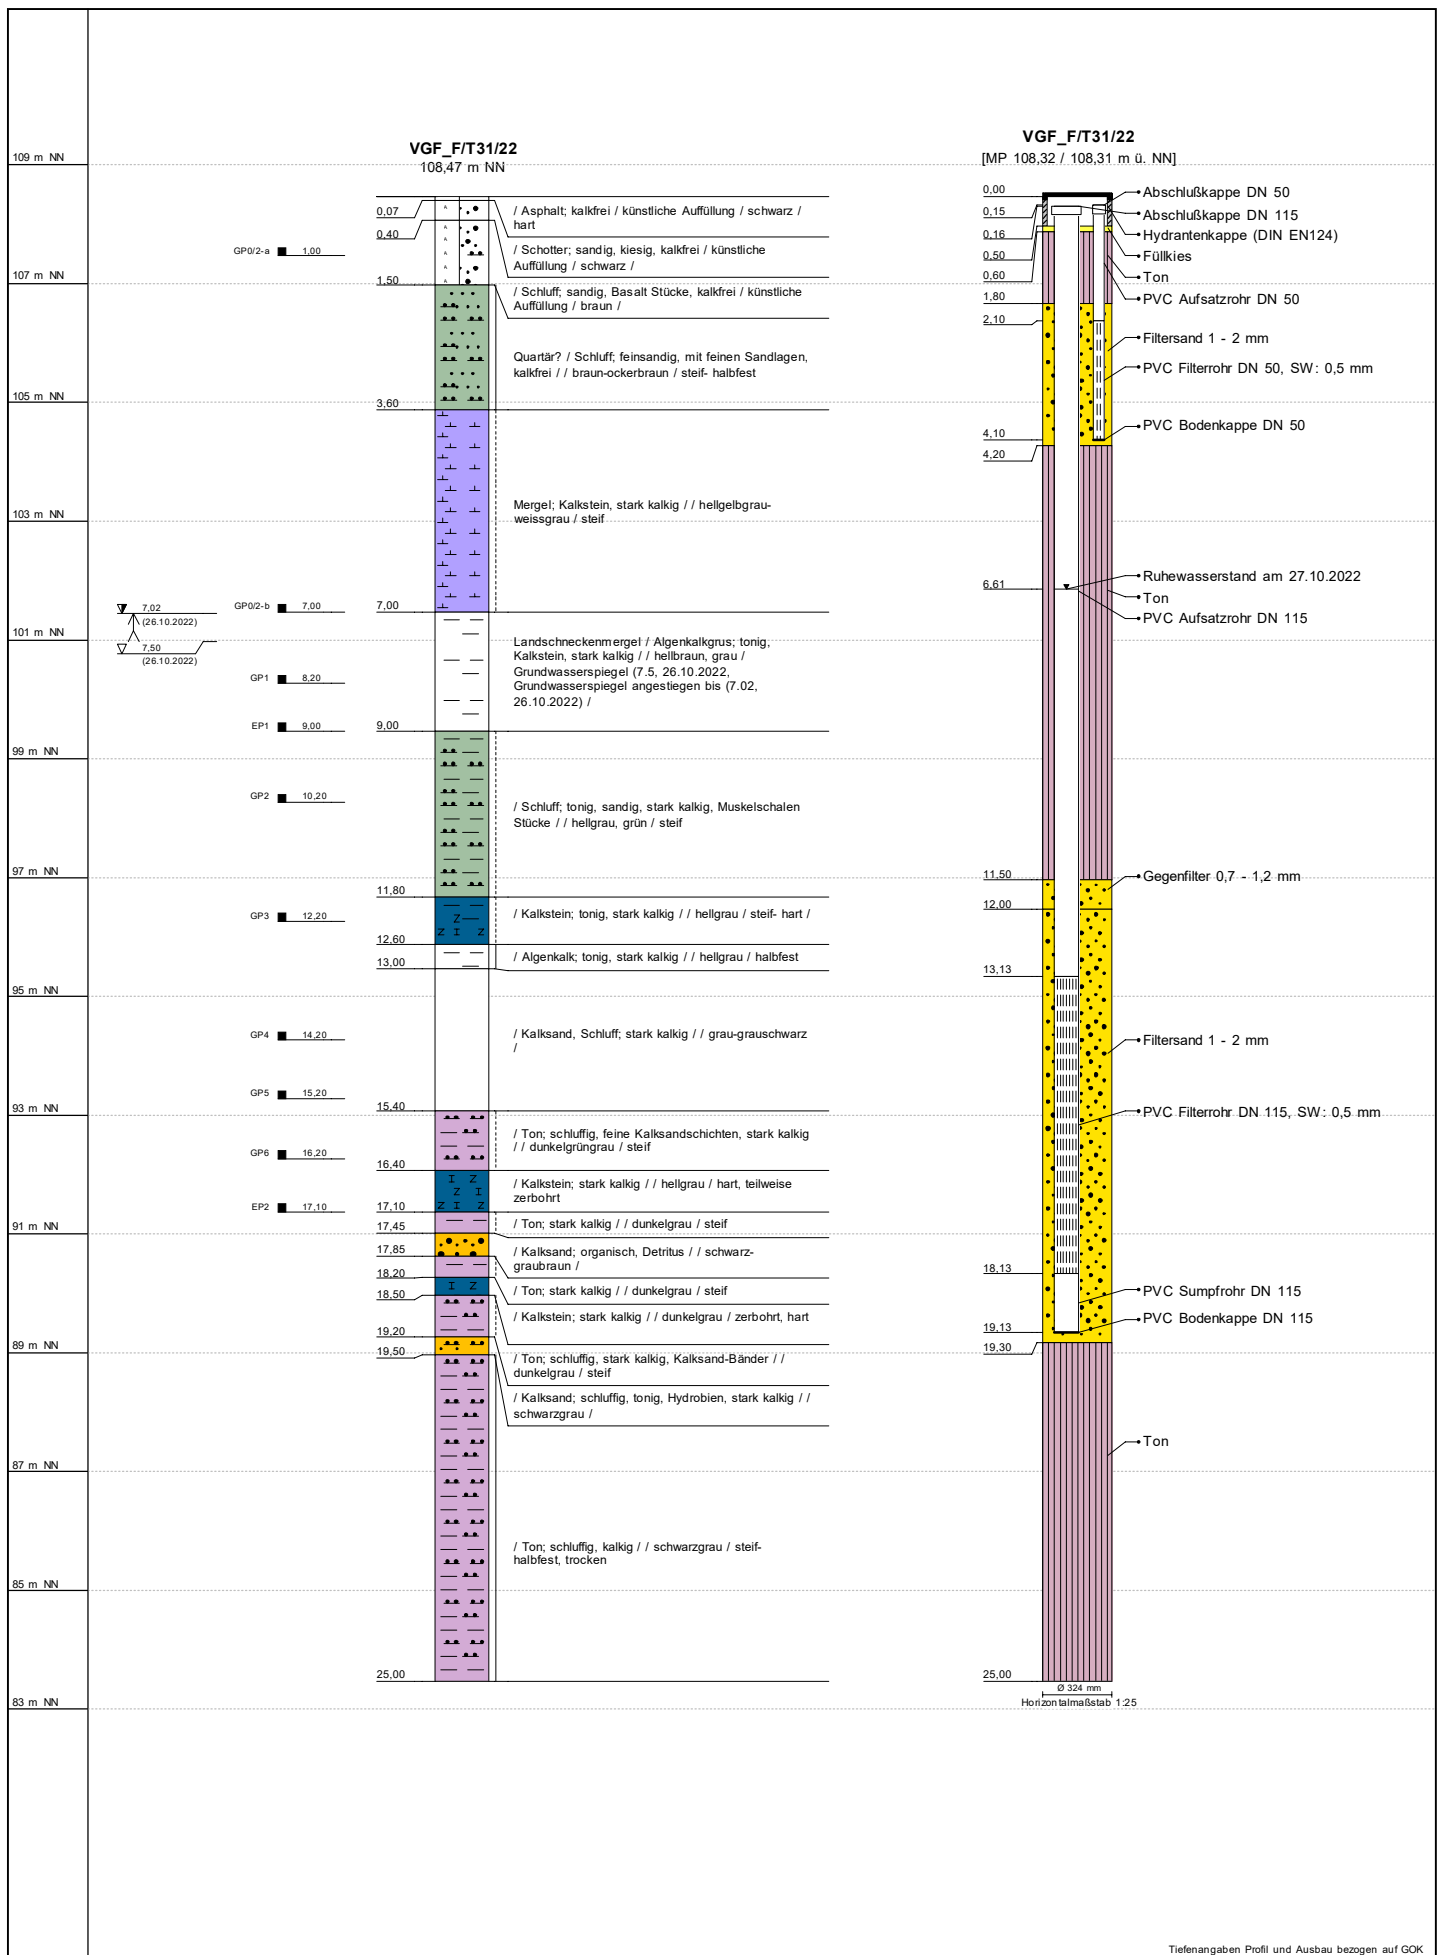 109 m NN
107 m NN
105 m NN
103 m NN
101 m NN
99 m NN
97 m NN
95 m NN
93 m NN
91 m NN
89 m NN
87 m NN
85 m NN
83 m NN
7,02
(26.10.2022)
7,50
(26.10.2022)
GP0/2-a 1,00
GP0/2-b 7,00
GP1 8,20
EP1 9,00
GP2 10,20
GP3 12,20
GP4 14,20
GP5 15,20
GP6 16,20
EP2 17,10
VGF_F/T31/22
108,47 m NN
0,07
0,40
1,50
3,60
7,00
9,00
11,80
12,60
13,00
15,40
16,40
17,10
17,45
17,85
18,20
18,50
19,20
19,50
25,00
/ Asphalt; kalkfrei / künstliche Auffüllung / schwarz /
hart
/ Schotter; sandig, kiesig, kalkfrei / künstliche
Auffüllung / schwarz /
/ Schluff; sandig, Basalt Stücke, kalkfrei / künstliche
Auffüllung / braun /
Quartär? / Schluff; feinsandig, mit feinen Sandlagen,
kalkfrei / / braun-ockerbraun / steif- halbfest
Mergel; Kalkstein, stark kalkig / / hellgelbgrau-
weissgrau / steif
Landschneckenmergel / Algenkalkgrus; tonig,
Kalkstein, stark kalkig / / hellbraun, grau /
Grundwasserspiegel (7.5, 26.10.2022,
Grundwasserspiegel angestiegen bis (7.02,
26.10.2022) /
/ Schluff; tonig, sandig, stark kalkig, Muskelschalen
Stücke / / hellgrau, grün / steif
/ Kalkstein; tonig, stark kalkig / / hellgrau / steif- hart /
/ Algenkalk; tonig, stark kalkig / / hellgrau / halbfest
/ Kalksand, Schluff; stark kalkig / / grau-grauschwarz
/
/ Ton; schluffig, feine Kalksandschichten, stark kalkig
/ / dunkelgrüngrau / steif
/ Kalkstein; stark kalkig / / hellgrau / hart, teilweise
zerbohrt
/ Ton; stark kalkig / / dunkelgrau / steif
/ Kalksand; organisch, Detritus / / schwarz-
graubraun /
/ Ton; stark kalkig / / dunkelgrau / steif
/ Kalkstein; stark kalkig / / dunkelgrau / zerbohrt, hart
/ Ton; schluffig, stark kalkig, Kalksand-Bänder / /
dunkelgrau / steif
/ Kalksand; schluffig, tonig, Hydrobien, stark kalkig / /
schwarzgrau /
/ Ton; schluffig, kalkig / / schwarzgrau / steif-
halbfest, trocken
VGF_F/T31/22
[MP 108,32 / 108,31 m ü. NN]
0,00
0,15
0,16
0,50
0,60
1,80
2,10
4,10
4,20
6,61
11,50
12,00
13,13
18,13
19,13
19,30
25,00
Abschlußkappe DN 50
Abschlußkappe DN 115
Hydrantenkappe (DIN EN124)
Füllkies
Ton
PVC Aufsatzrohr DN 50
Filtersand 1 - 2 mm
PVC Filterrohr DN 50, SW: 0,5 mm
PVC Bodenkappe DN 50
Ruhewasserstand am 27.10.2022
Ton
PVC Aufsatzrohr DN 115
Gegenfilter 0,7 - 1,2 mm
Filtersand 1 - 2 mm
PVC Filterrohr DN 115, SW: 0,5 mm
PVC Sumpfrohr DN 115
PVC Bodenkappe DN 115
Ton
Ø 324 mm
Horizontalmaßstab 1:25
Tiefenangaben Profil und Ausbau bezogen auf GOK